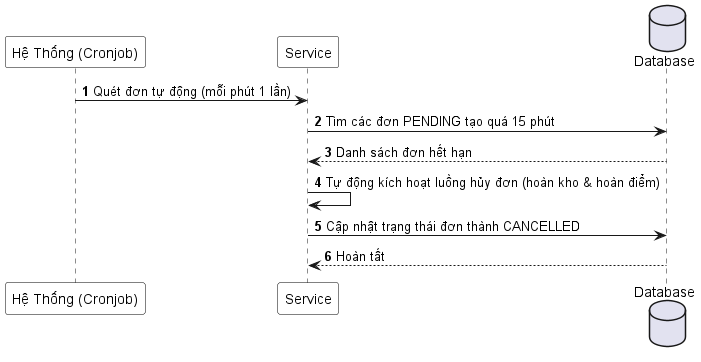 Hệ Thống (Cronjob)
Service
Database
1 Quét đơn tự động (mỗi phút 1 lần)
2 Tìm các đơn PENDING tạo quá 15 phút
3 Danh sách đơn hết hạn
4 Tự động kích hoạt luồng hủy đơn (hoàn kho & hoàn điểm)
5 Cập nhật trạng thái đơn thành CANCELLED
6 Hoàn tất
Hệ Thống (Cronjob)
Service
Database